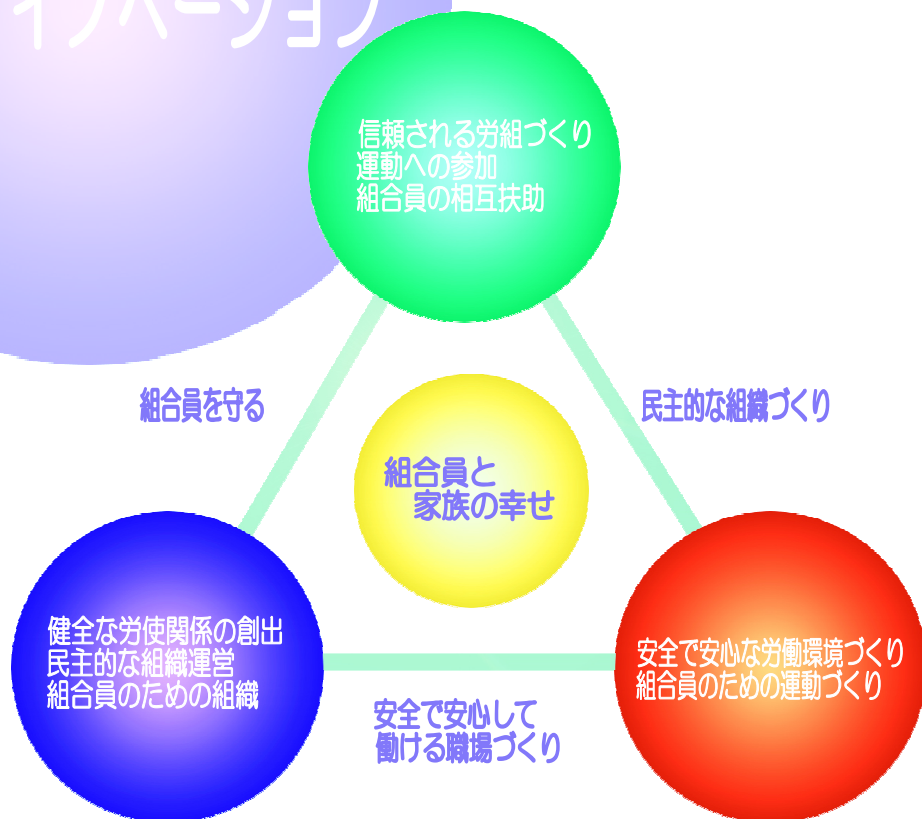 イノベーション
信頼される労組づくり
運動への参加
組合員の相互扶助
組合員を守る
民主的な組織づくり
組合員と
家族の幸せ
健全な労使関係の創出
民主的な組織運営
組合員のための組織
安全で安心な労働環境づくり
組合員のための運動づくり
安全で安心して
働ける職場づくり